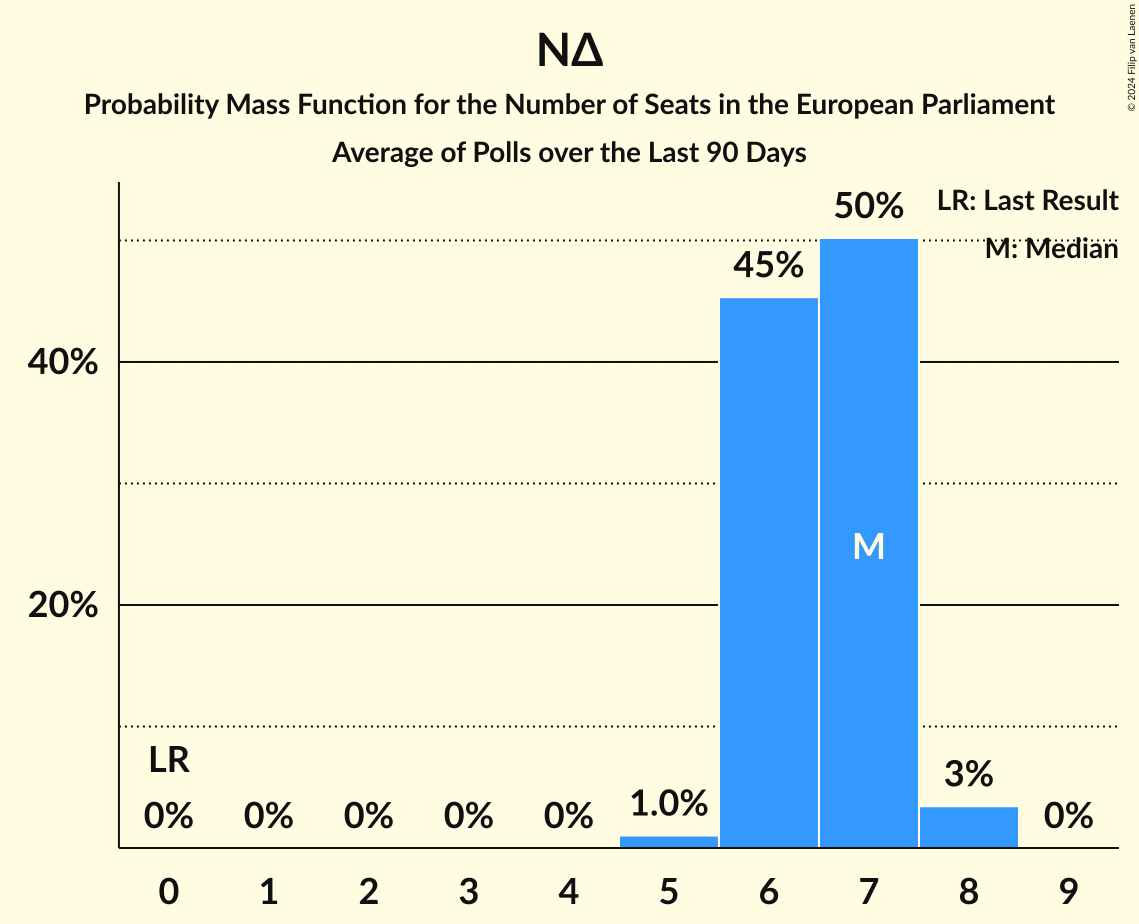 NΔ
Probability Mass Function for the Number of Seats in the European Parliament
Average of Polls over the Last 90 Days
© 2024 Filip van Laenen
LR: Last Result
M: Median
50%
45%
40%
M
20%
LR
0% 0% 0% 0% 0% 1.0% 3% 0%
0 1 2 3 4 5 6 7 8 9